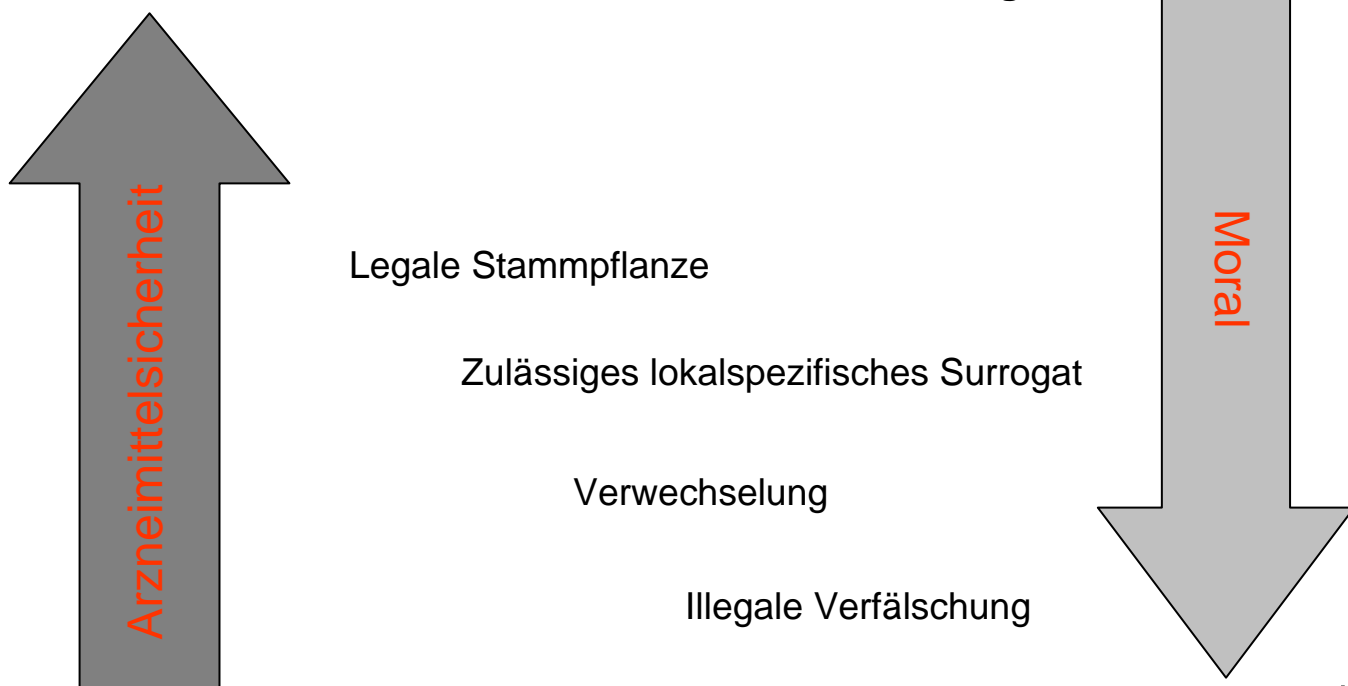 Arzneimittelsicherheit
Legale Stammpflanze
Zulässiges lokalspezifisches Surrogat
Verwechselung
Illegale Verfälschung
Moral